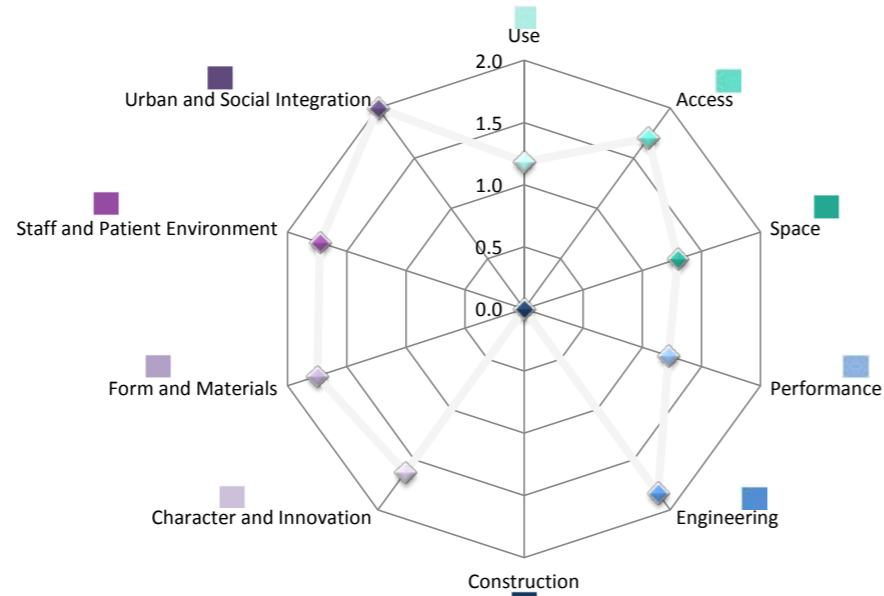 Use
2.0
Urban and Social Integration
Access
1.5
1.0
Staff and Patient Environment
Space
0.5
0.0
Form and Materials
Performance
Character and Innovation
Engineering
Construction